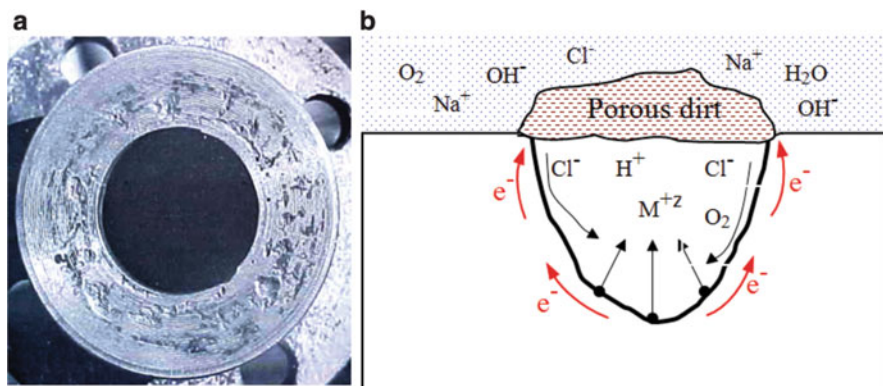 a
b
O₂ OH⁻ Cl⁻ Na⁺ H₂O
Na⁺ OH⁻
Porous dirt
Cl⁻ H⁺ Cl⁻
e⁻ e⁻
M⁺ᶻ
O₂
e⁻ e⁻